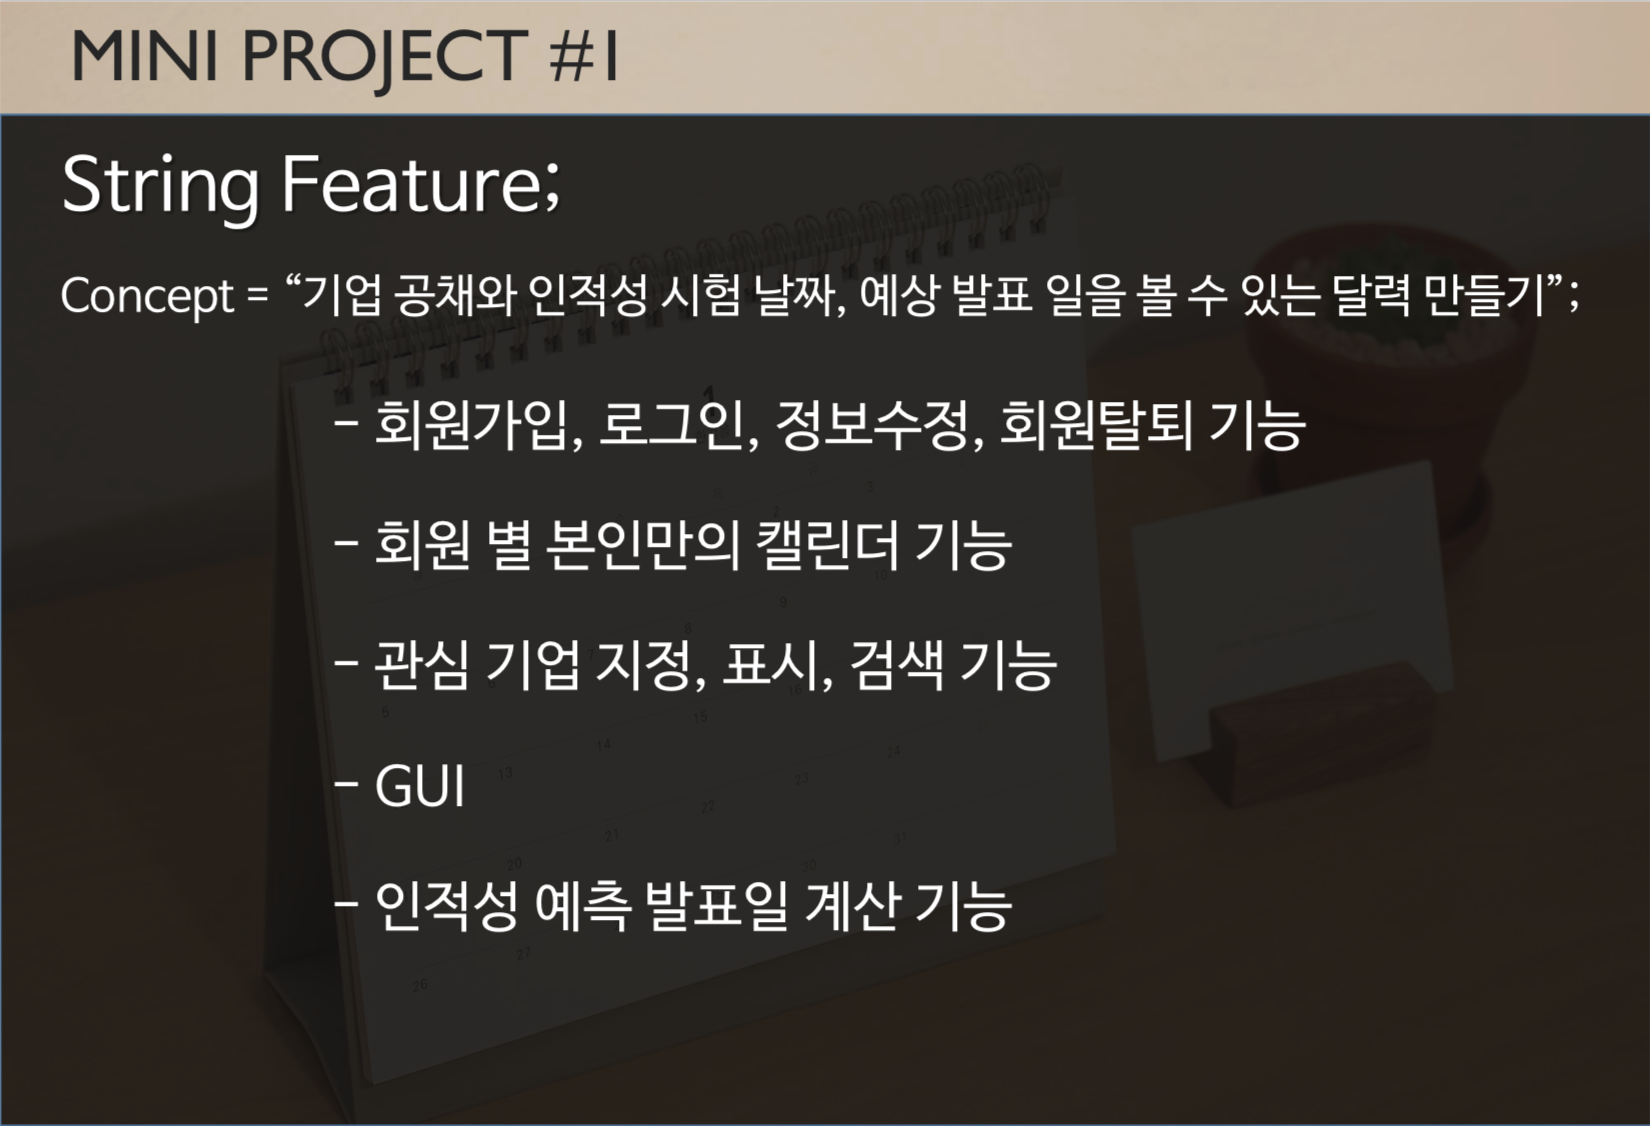 MINI PROJECT #1
String Feature;
Concept = “기업 공채와 인적성 시험 날짜, 예상 발표 일을 볼 수 있는 달력 만들기”;
- 회원가입, 로그인, 정보수정, 회원탈퇴 기능
- 회원 별 본인만의 캘린더 기능
- 관심 기업 지정, 표시, 검색 기능
- GUI
- 인적성 예측 발표일 계산 기능